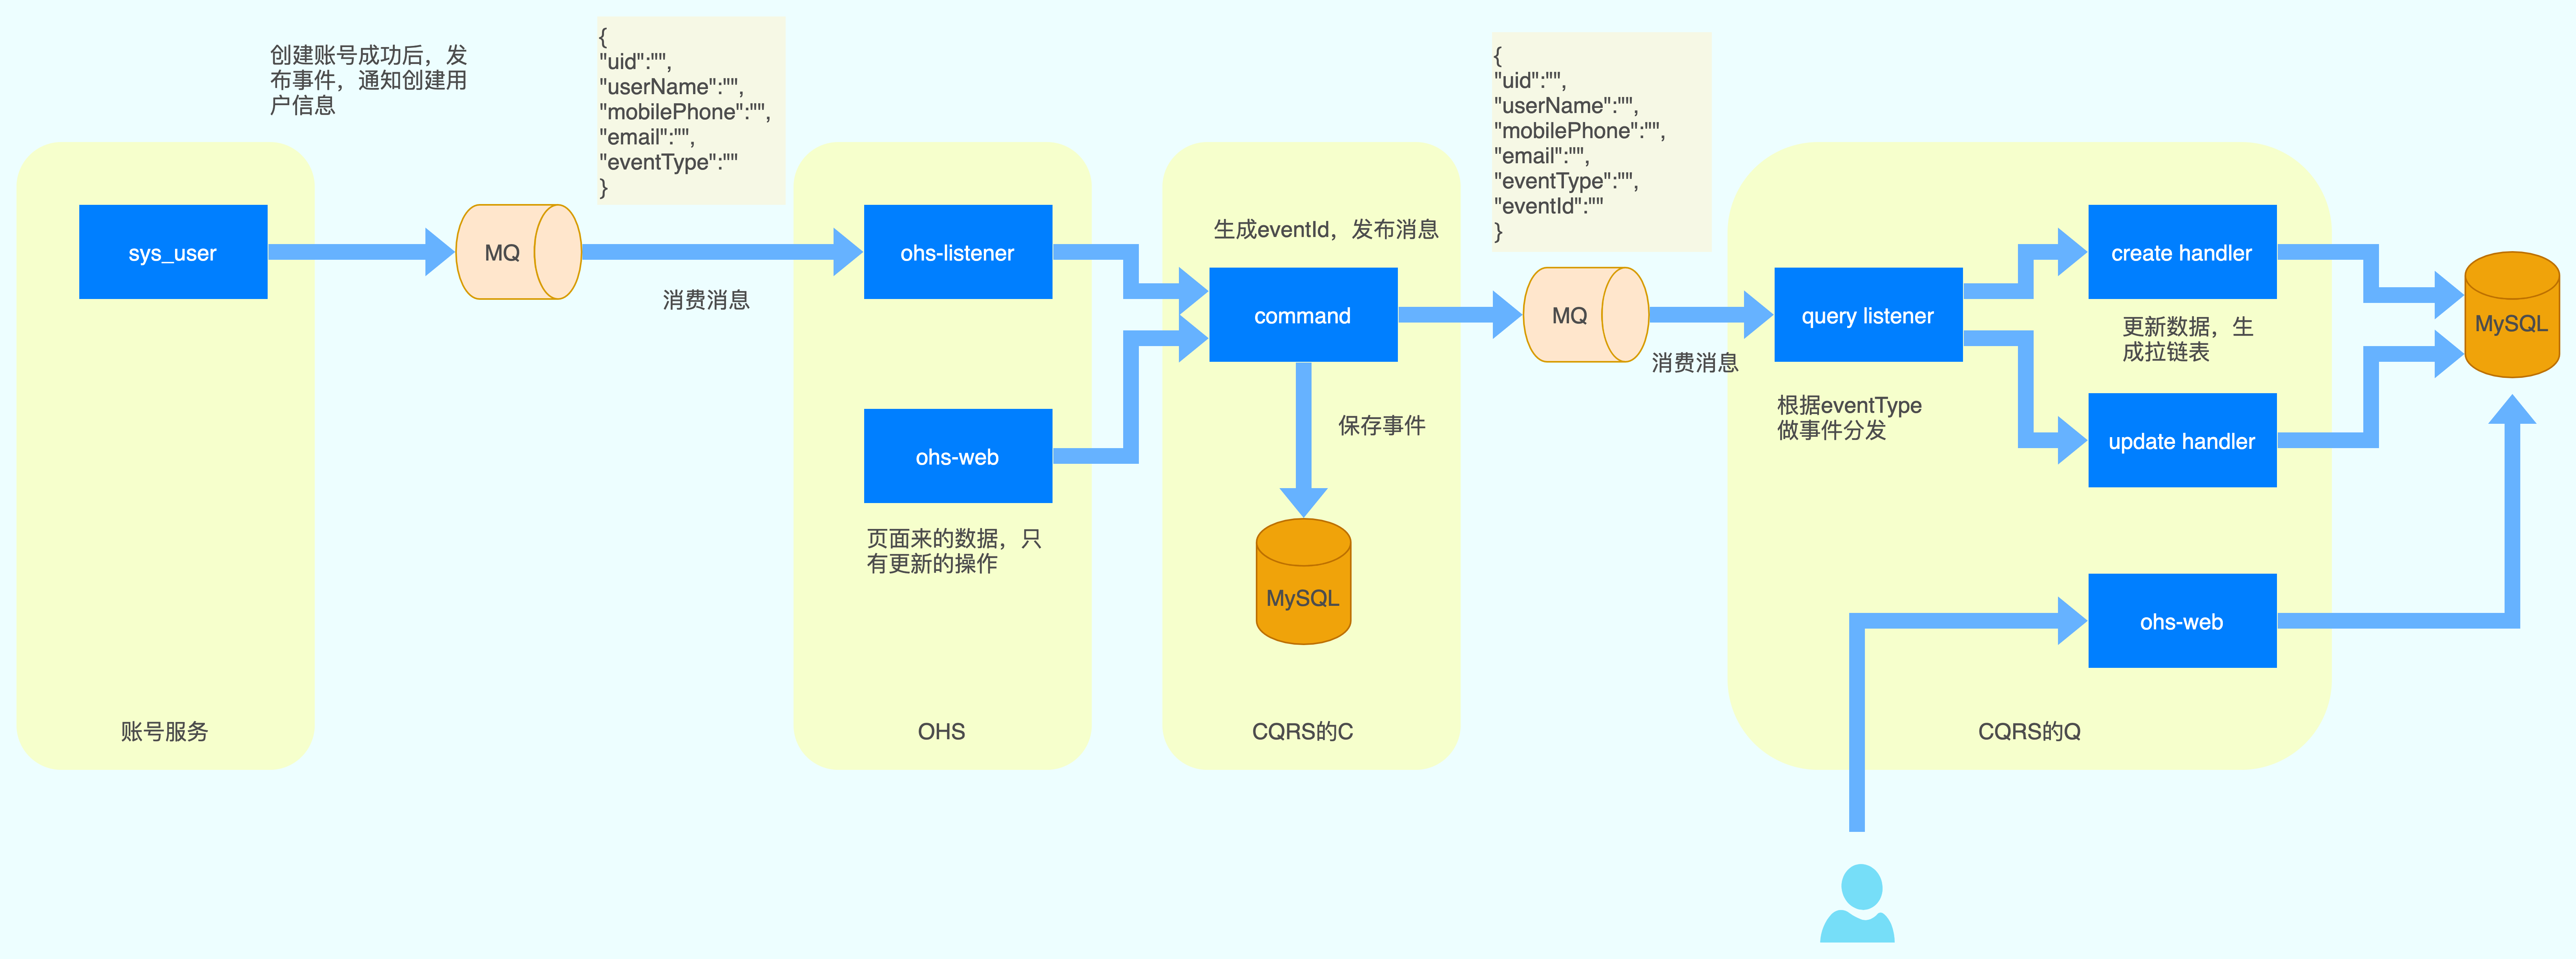 创建账号成功后，发
布事件，通知创建用
户信息
{
"uid":"",
"userName":"",
"mobilePhone":"",
"email":"",
"eventType":""
}
sys_user
MQ
消费消息
账号服务
ohs-listener
ohs-web
页面来的数据，只
有更新的操作
OHS
生成eventId，发布消息
command
保存事件
MySQL
CQRS的C
{
"uid":"",
"userName":"",
"mobilePhone":"",
"email":"",
"eventType":"",
"eventId":""
}
MQ
消费消息
query listener
根据eventType
做事件分发
create handler
更新数据，生
成拉链表
update handler
ohs-web
CQRS的Q
MySQL